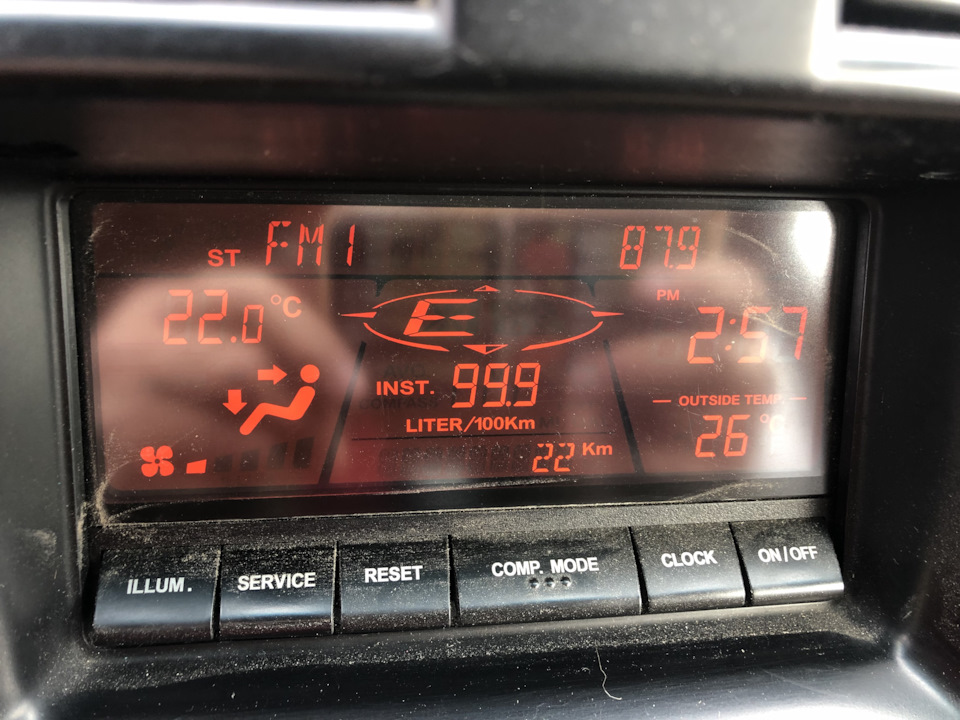 ST FM1 87.9
22.0°C
E
PM
2:57
INST. 99.9
LITER/100Km
OUTSIDE TEMP.
26 °C
22 Km
ILLUM. SERVICE RESET COMP. MODE CLOCK ON/OFF